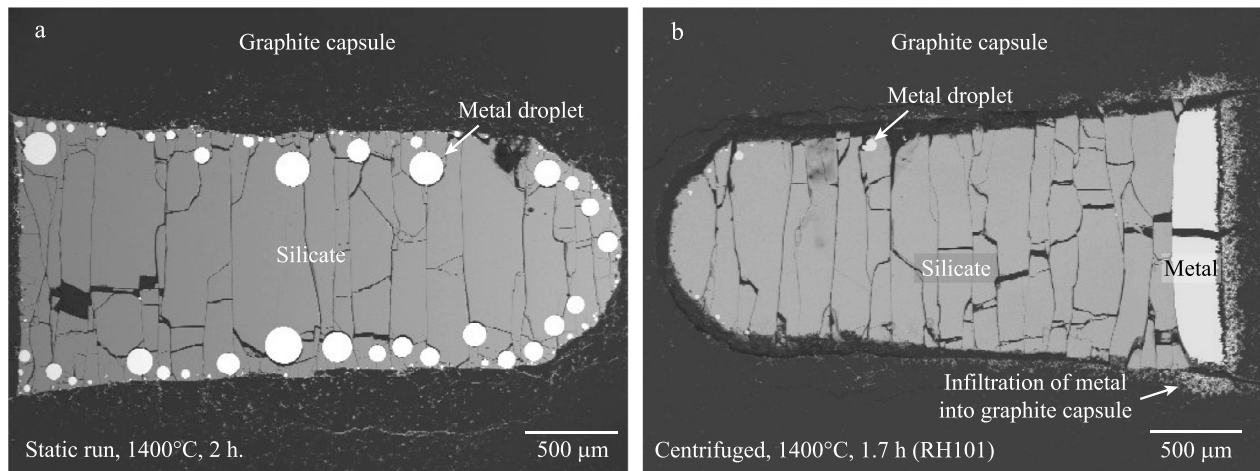 a
Graphite capsule
Metal droplet
Silicate
Static run, 1400°C, 2 h.
500 μm
b
Graphite capsule
Metal droplet
Silicate
Metal
Infiltration of metal
into graphite capsule
Centrifuged, 1400°C, 1.7 h (RH101)
500 μm